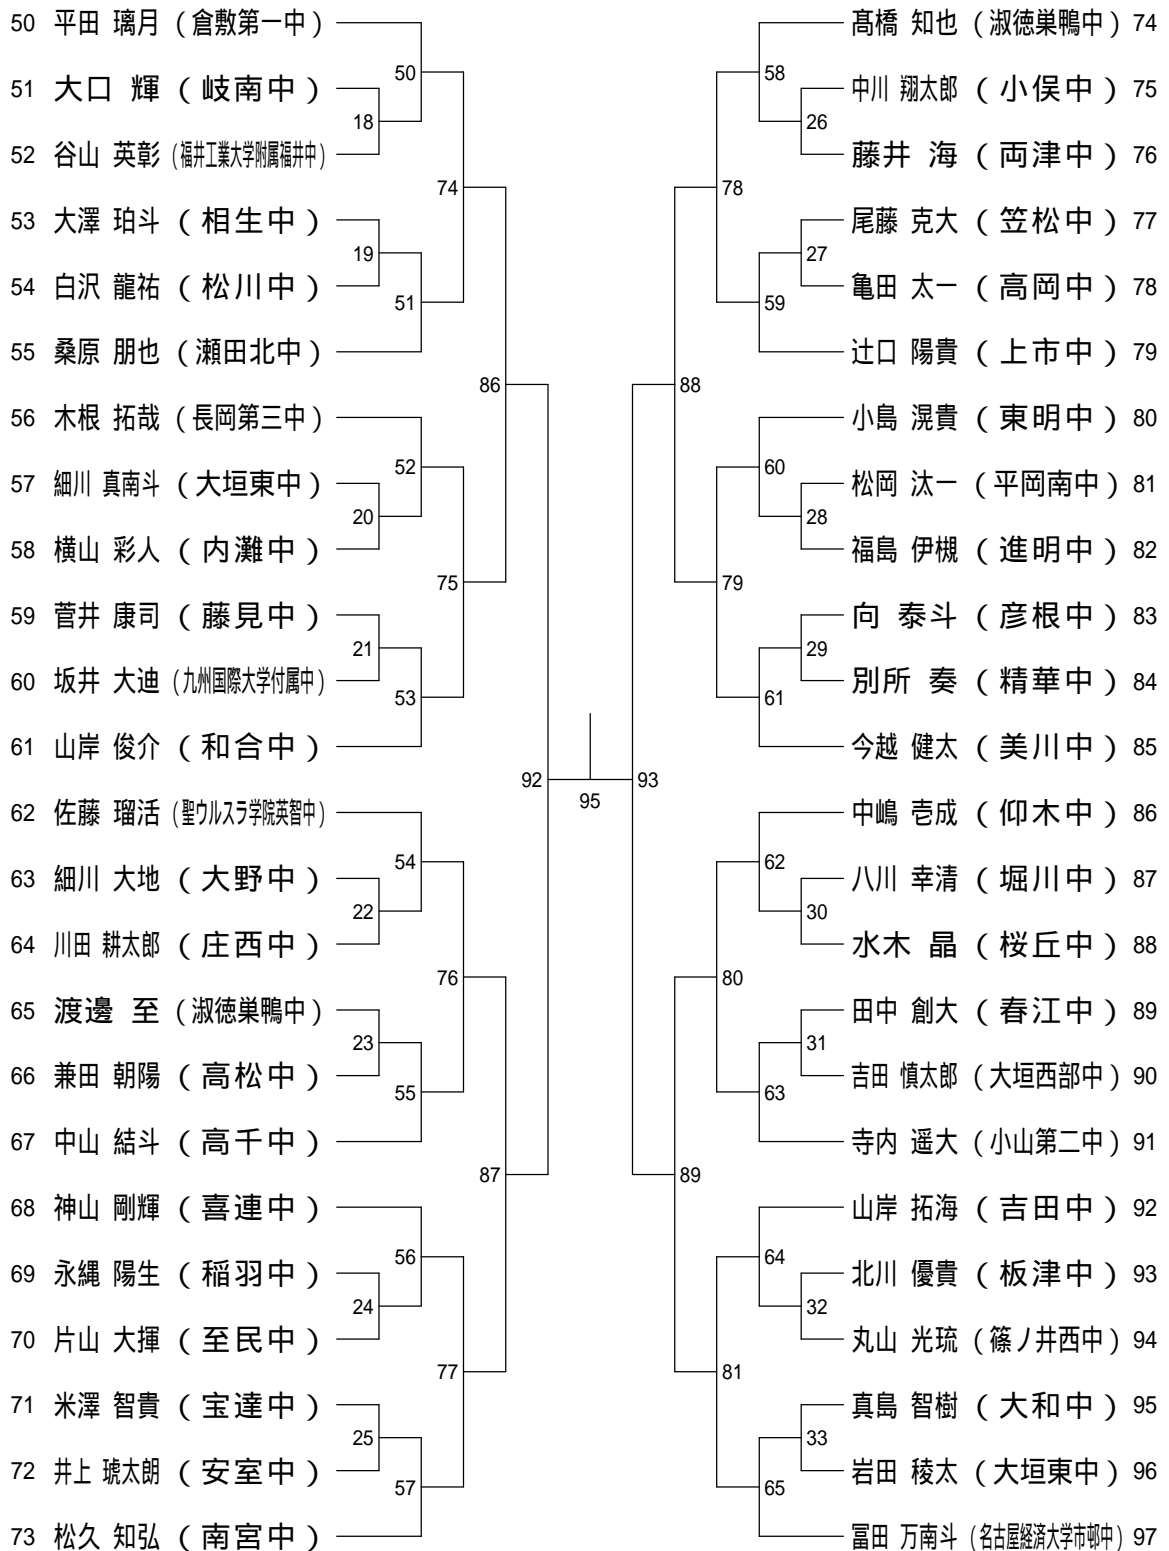 50 平田 璃月 (倉敷第一中)
51 大口 輝 (岐南中)
52 谷山 英彰 (福井工業大学附属福井中)
53 大澤 珀斗 (相生中)
54 白沢 龍祐 (松川中)
55 桑原 朋也 (瀬田北中)
56 木根 拓哉 (長岡第三中)
57 細川 真南斗 (大垣東中)
58 横山 彩人 (内灘中)
59 菅井 康司 (藤見中)
60 坂井 大迪 (九州国際大学付属中)
61 山岸 俊介 (和合中)
62 佐藤 瑠活 (聖ウルスラ学院英智中)
63 細川 大地 (大野中)
64 川田 耕太郎 (庄西中)
65 渡邊 至 (淑徳巣鴨中)
66 兼田 朝陽 (高松中)
67 中山 結斗 (高千中)
68 神山 剛輝 (喜連中)
69 永縄 陽生 (稲羽中)
70 片山 大揮 (至民中)
71 米澤 智貴 (宝達中)
72 井上 琥太朗 (安室中)
73 松久 知弘 (南宮中)
50
18
74
19
51
86
52
20
75
21
53
92
54
22
76
23
55
87
56
24
77
25
57
95
93
58
26
78
27
59
88
60
28
79
29
61
62
30
80
31
63
89
64
32
81
33
65
髙橋 知也 (淑徳巣鴨中) 74
中川 翔太郎 (小俣中) 75
藤井 海 (両津中) 76
尾藤 克大 (笠松中) 77
亀田 太一 (高岡中) 78
辻口 陽貴 (上市中) 79
小島 滉貴 (東明中) 80
松岡 汰一 (平岡南中) 81
福島 伊槻 (進明中) 82
向 泰斗 (彦根中) 83
別所 奏 (精華中) 84
今越 健太 (美川中) 85
中嶋 壱成 (仰木中) 86
八川 幸清 (堀川中) 87
水木 晶 (桜丘中) 88
田中 創大 (春江中) 89
吉田 慎太郎 (大垣西部中) 90
寺内 遥大 (小山第二中) 91
山岸 拓海 (吉田中) 92
北川 優貴 (板津中) 93
丸山 光琉 (篠ノ井西中) 94
真島 智樹 (大和中) 95
岩田 稜太 (大垣東中) 96
冨田 万南斗 (名古屋経済大学市邨中) 97